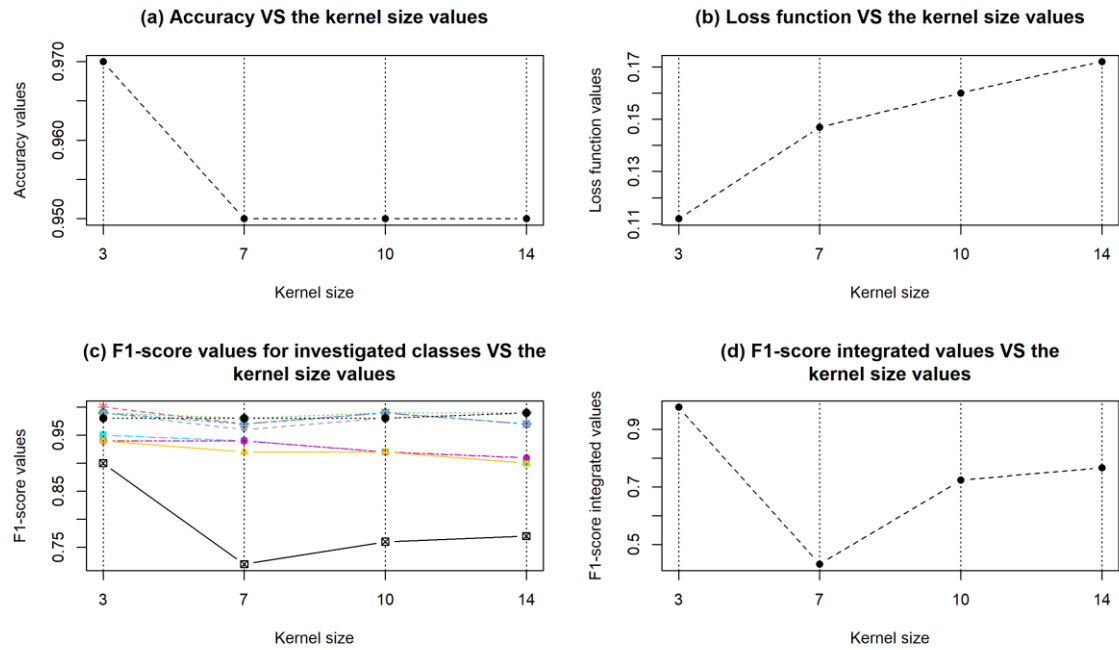 (a) Accuracy VS the kernel size values
Accuracy values
0.970
0.960
0.950
3 7 10 14
Kernel size
(b) Loss function VS the kernel size values
Loss function values
0.17
0.15
0.13
0.11
3 7 10 14
Kernel size
(c) F1-score values for investigated classes VS the
kernel size values
F1-score values
0.95
0.85
0.75
3 7 10 14
Kernel size
(d) F1-score integrated values VS the
kernel size values
F1-score integrated values
0.9
0.7
0.5
3 7 10 14
Kernel size